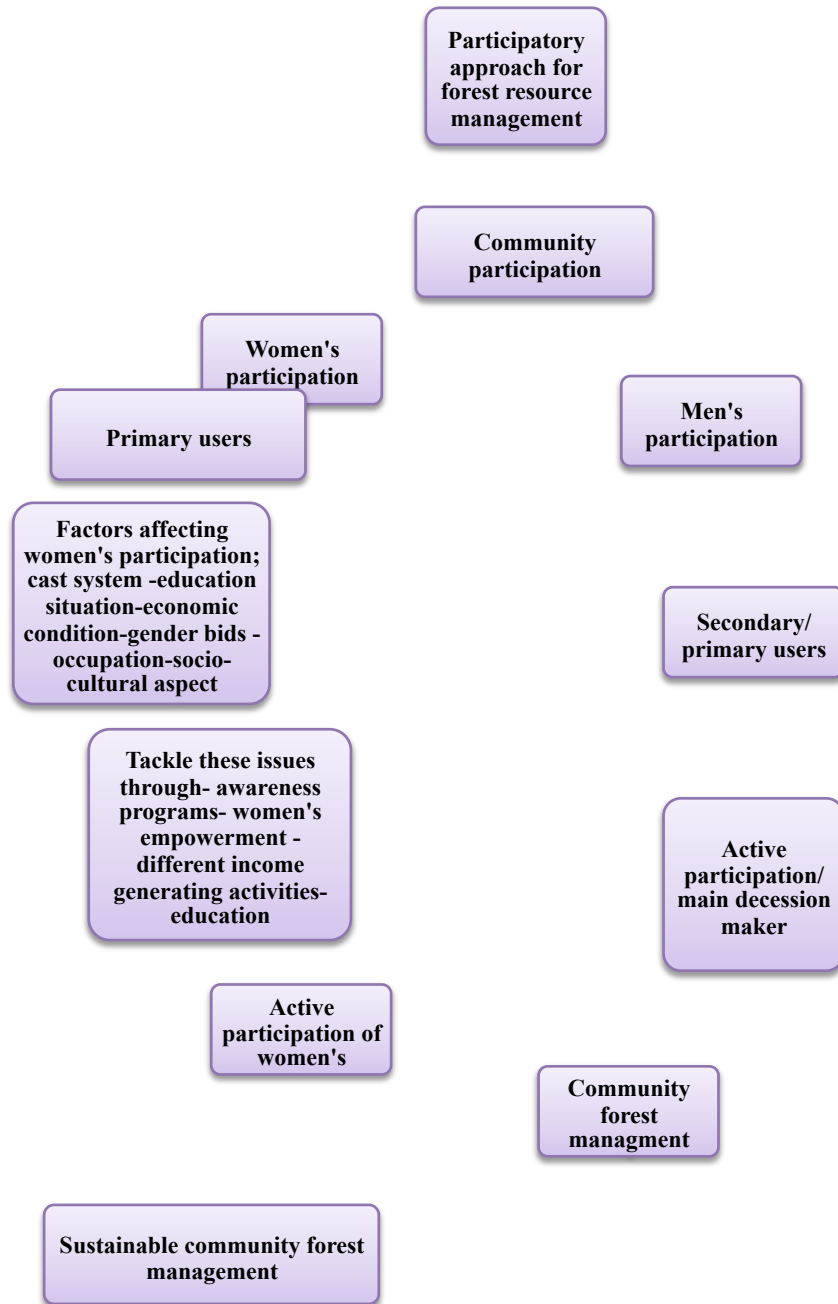 Participatory
approach for
forest resource
management
Community
participation
Women's
participation
Men's
participation
Primary users
Factors affecting
women's participation;
cast system -education
situation-economic
condition-gender bids -
occupation-socio-
cultural aspect
Secondary/
primary users
Tackle these issues
through- awareness
programs- women's
empowerment -
different income
generating activities-
education
Active
participation/
main decession
maker
Active
participation of
women's
Community
forest
managment
Sustainable community forest
management